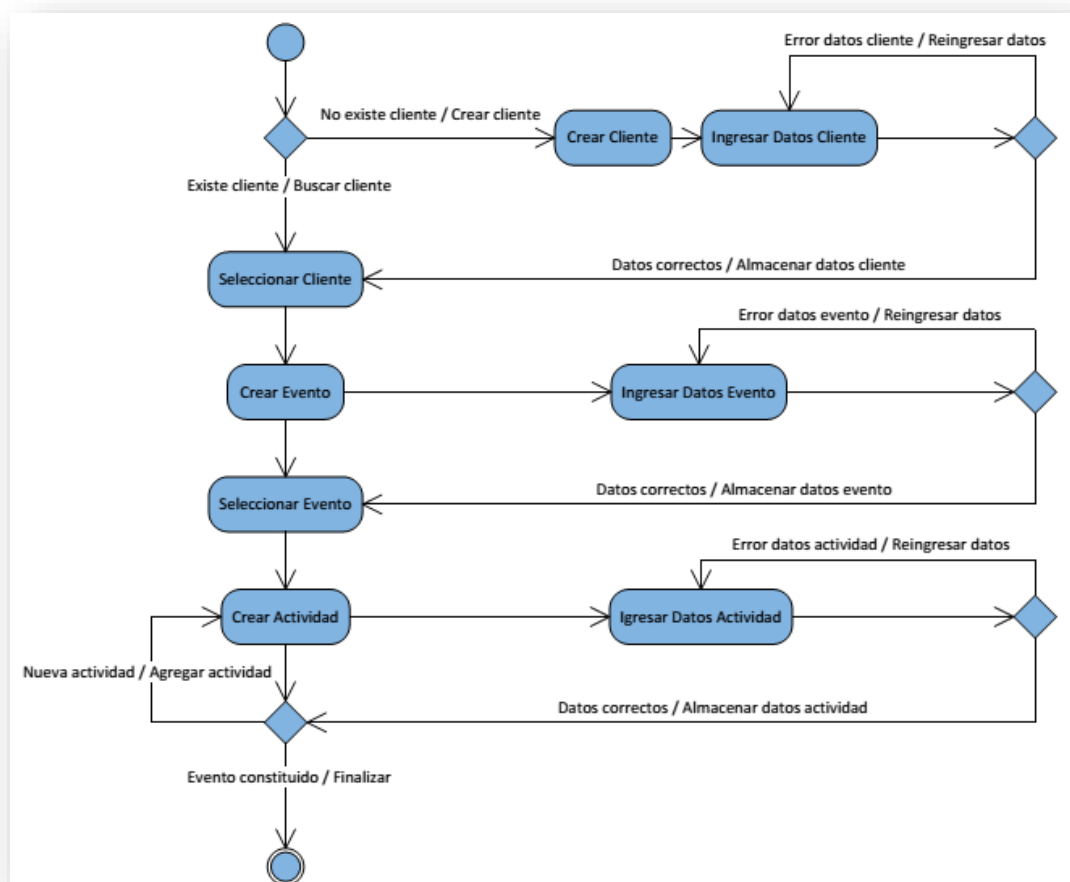 Error datos cliente / Reingresar datos
No existe cliente / Crear cliente
Crear Cliente
Ingresar Datos Cliente
Existe cliente / Buscar cliente
Datos correctos / Almacenar datos cliente
Seleccionar Cliente
Error datos evento / Reingresar datos
Crear Evento
Ingresar Datos Evento
Datos correctos / Almacenar datos evento
Seleccionar Evento
Error datos actividad / Reingresar datos
Crear Actividad
Igresar Datos Actividad
Nueva actividad / Agregar actividad
Datos correctos / Almacenar datos actividad
Evento constituido / Finalizar